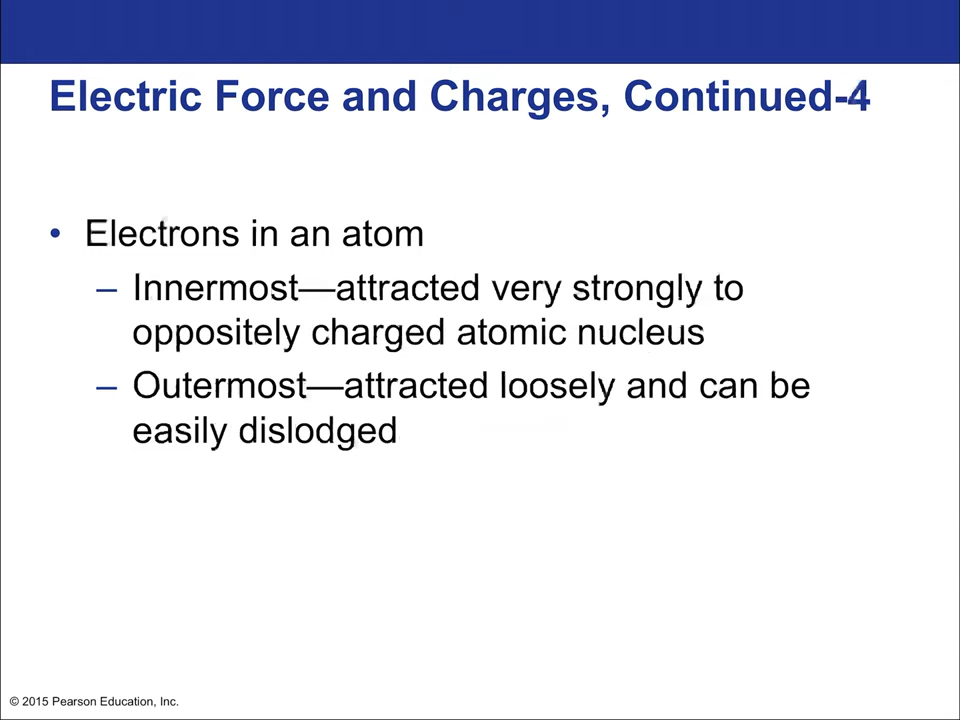 Electric Force and Charges, Continued-4
• Electrons in an atom
– Innermost—attracted very strongly to
oppositely charged atomic nucleus
– Outermost—attracted loosely and can be
easily dislodged
© 2015 Pearson Education, Inc.